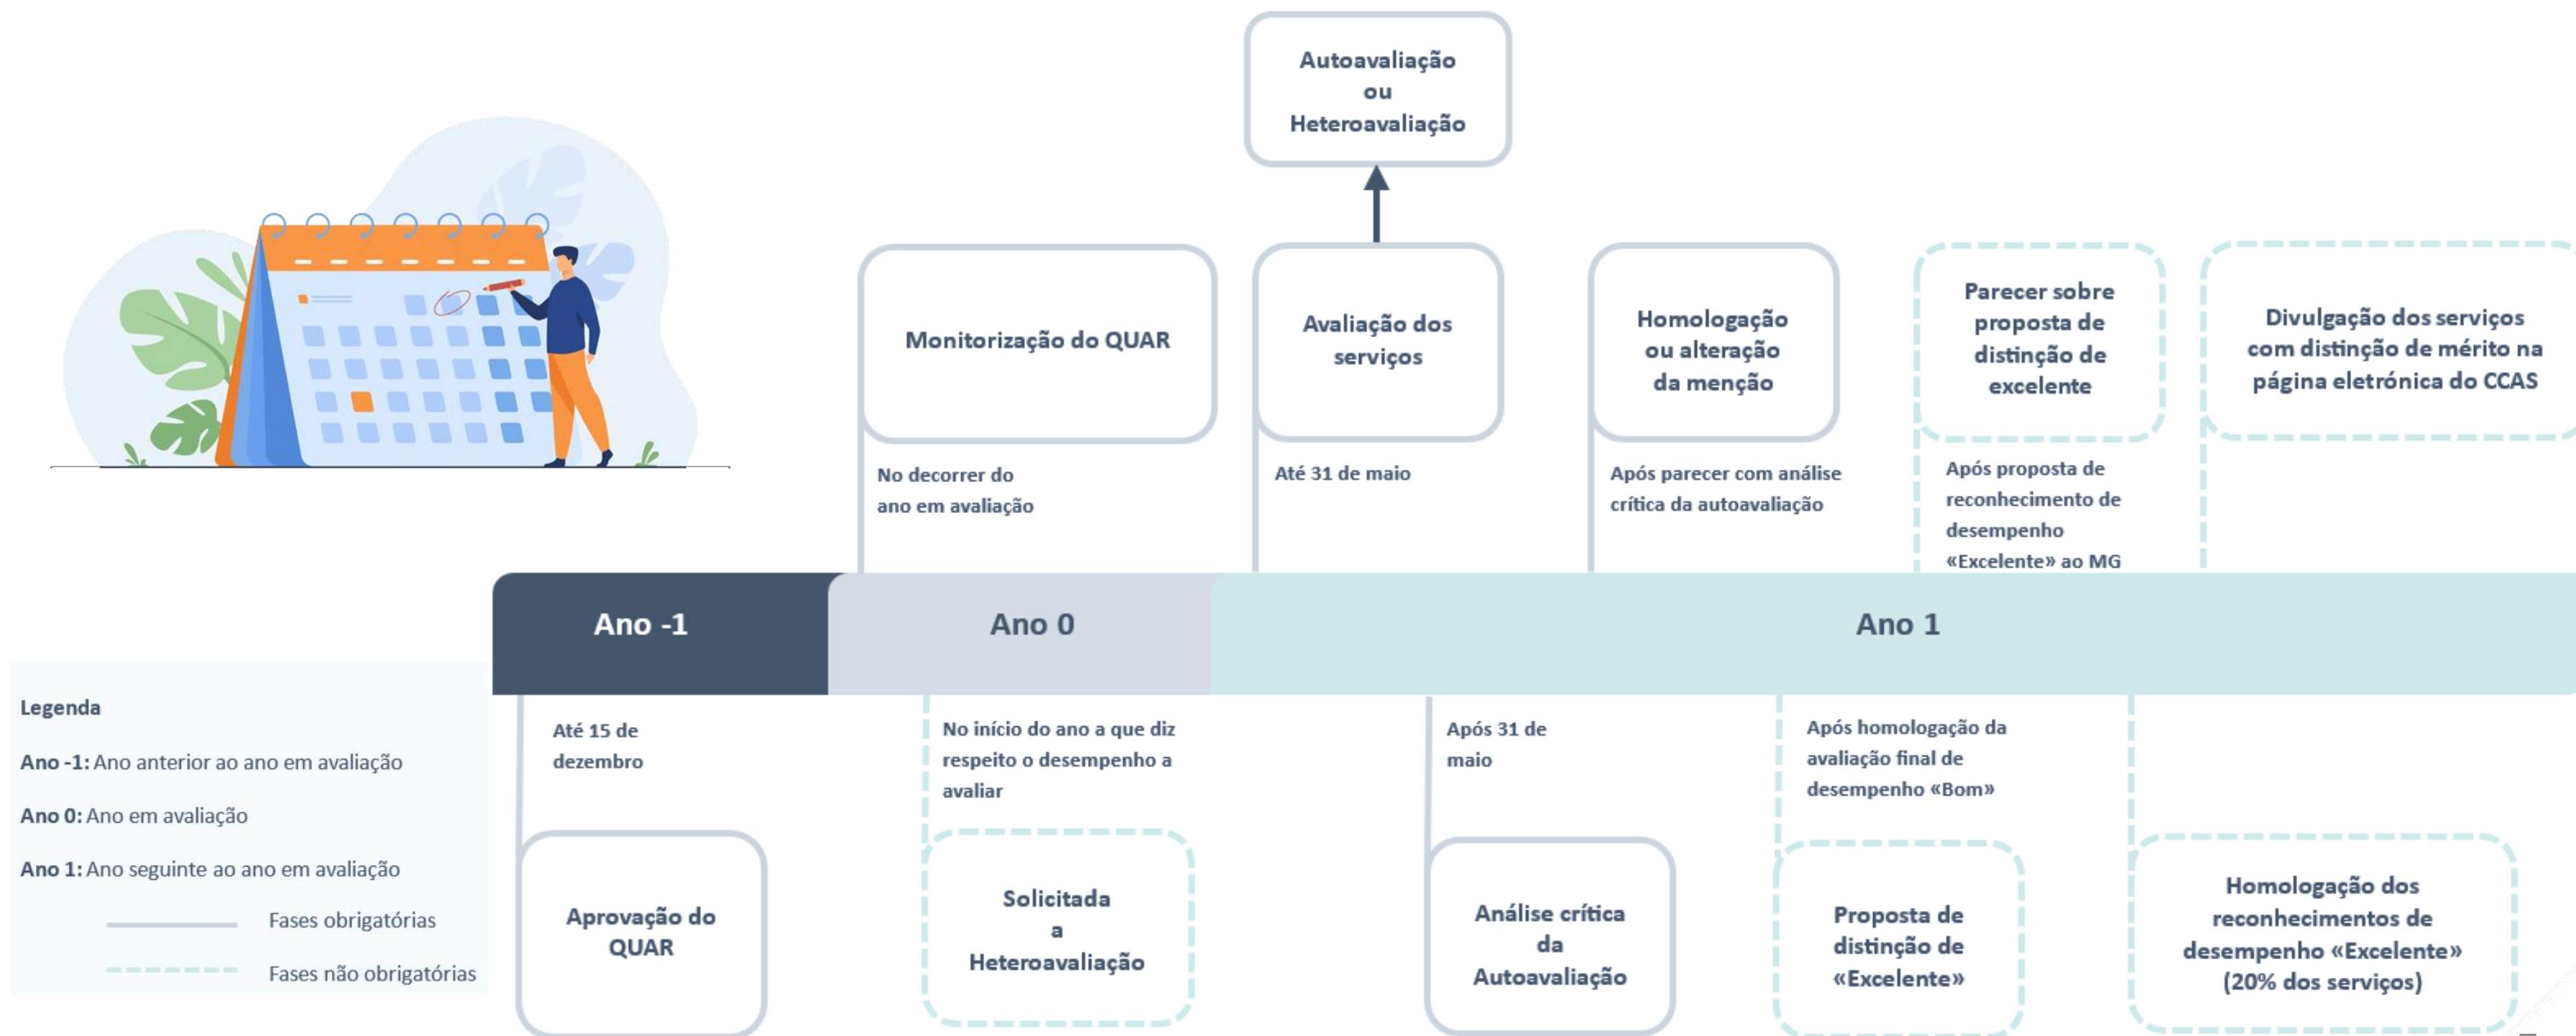 Autoavaliação
ou
Heteroavaliação
Monitorização do QUAR
Avaliação dos
serviços
Homologação
ou alteração
da menção
Parecer sobre
proposta de
distinção de
excelente
Divulgação dos serviços
com distinção de mérito na
página eletrónica do CCAS
No decorrer do
ano em avaliação
Até 31 de maio
Após parecer com análise
crítica da autoavaliação
Após proposta de
reconhecimento de
desempenho
«Excelente» ao MG
Ano -1
Ano 0
Ano 1
Legenda
Ano -1: Ano anterior ao ano em avaliação
Ano 0: Ano em avaliação
Ano 1: Ano seguinte ao ano em avaliação
Fases obrigatórias
Fases não obrigatórias
Até 15 de
dezembro
No início do ano a que diz
respeito o desempenho a
avaliar
Após 31 de
maio
Após homologação da
avaliação final de
desempenho «Bom»
Aprovação do
QUAR
Solicitada
a
Heteroavaliação
Análise crítica
da
Autoavaliação
Proposta de
distinção de
«Excelente»
Homologação dos
reconhecimentos de
desempenho «Excelente»
(20% dos serviços)